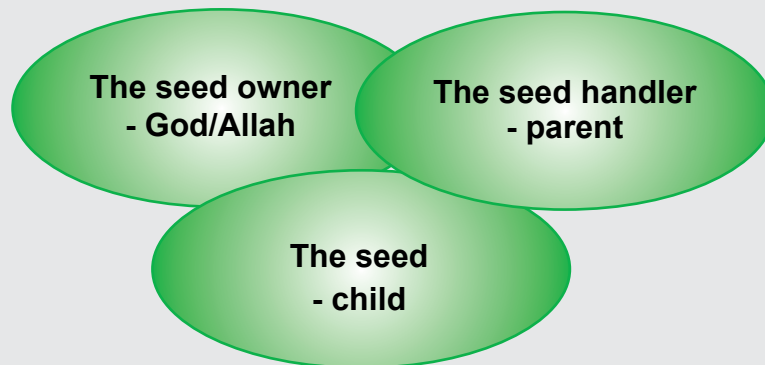 The seed owner
- God/Allah
The seed handler
- parent
The seed
- child